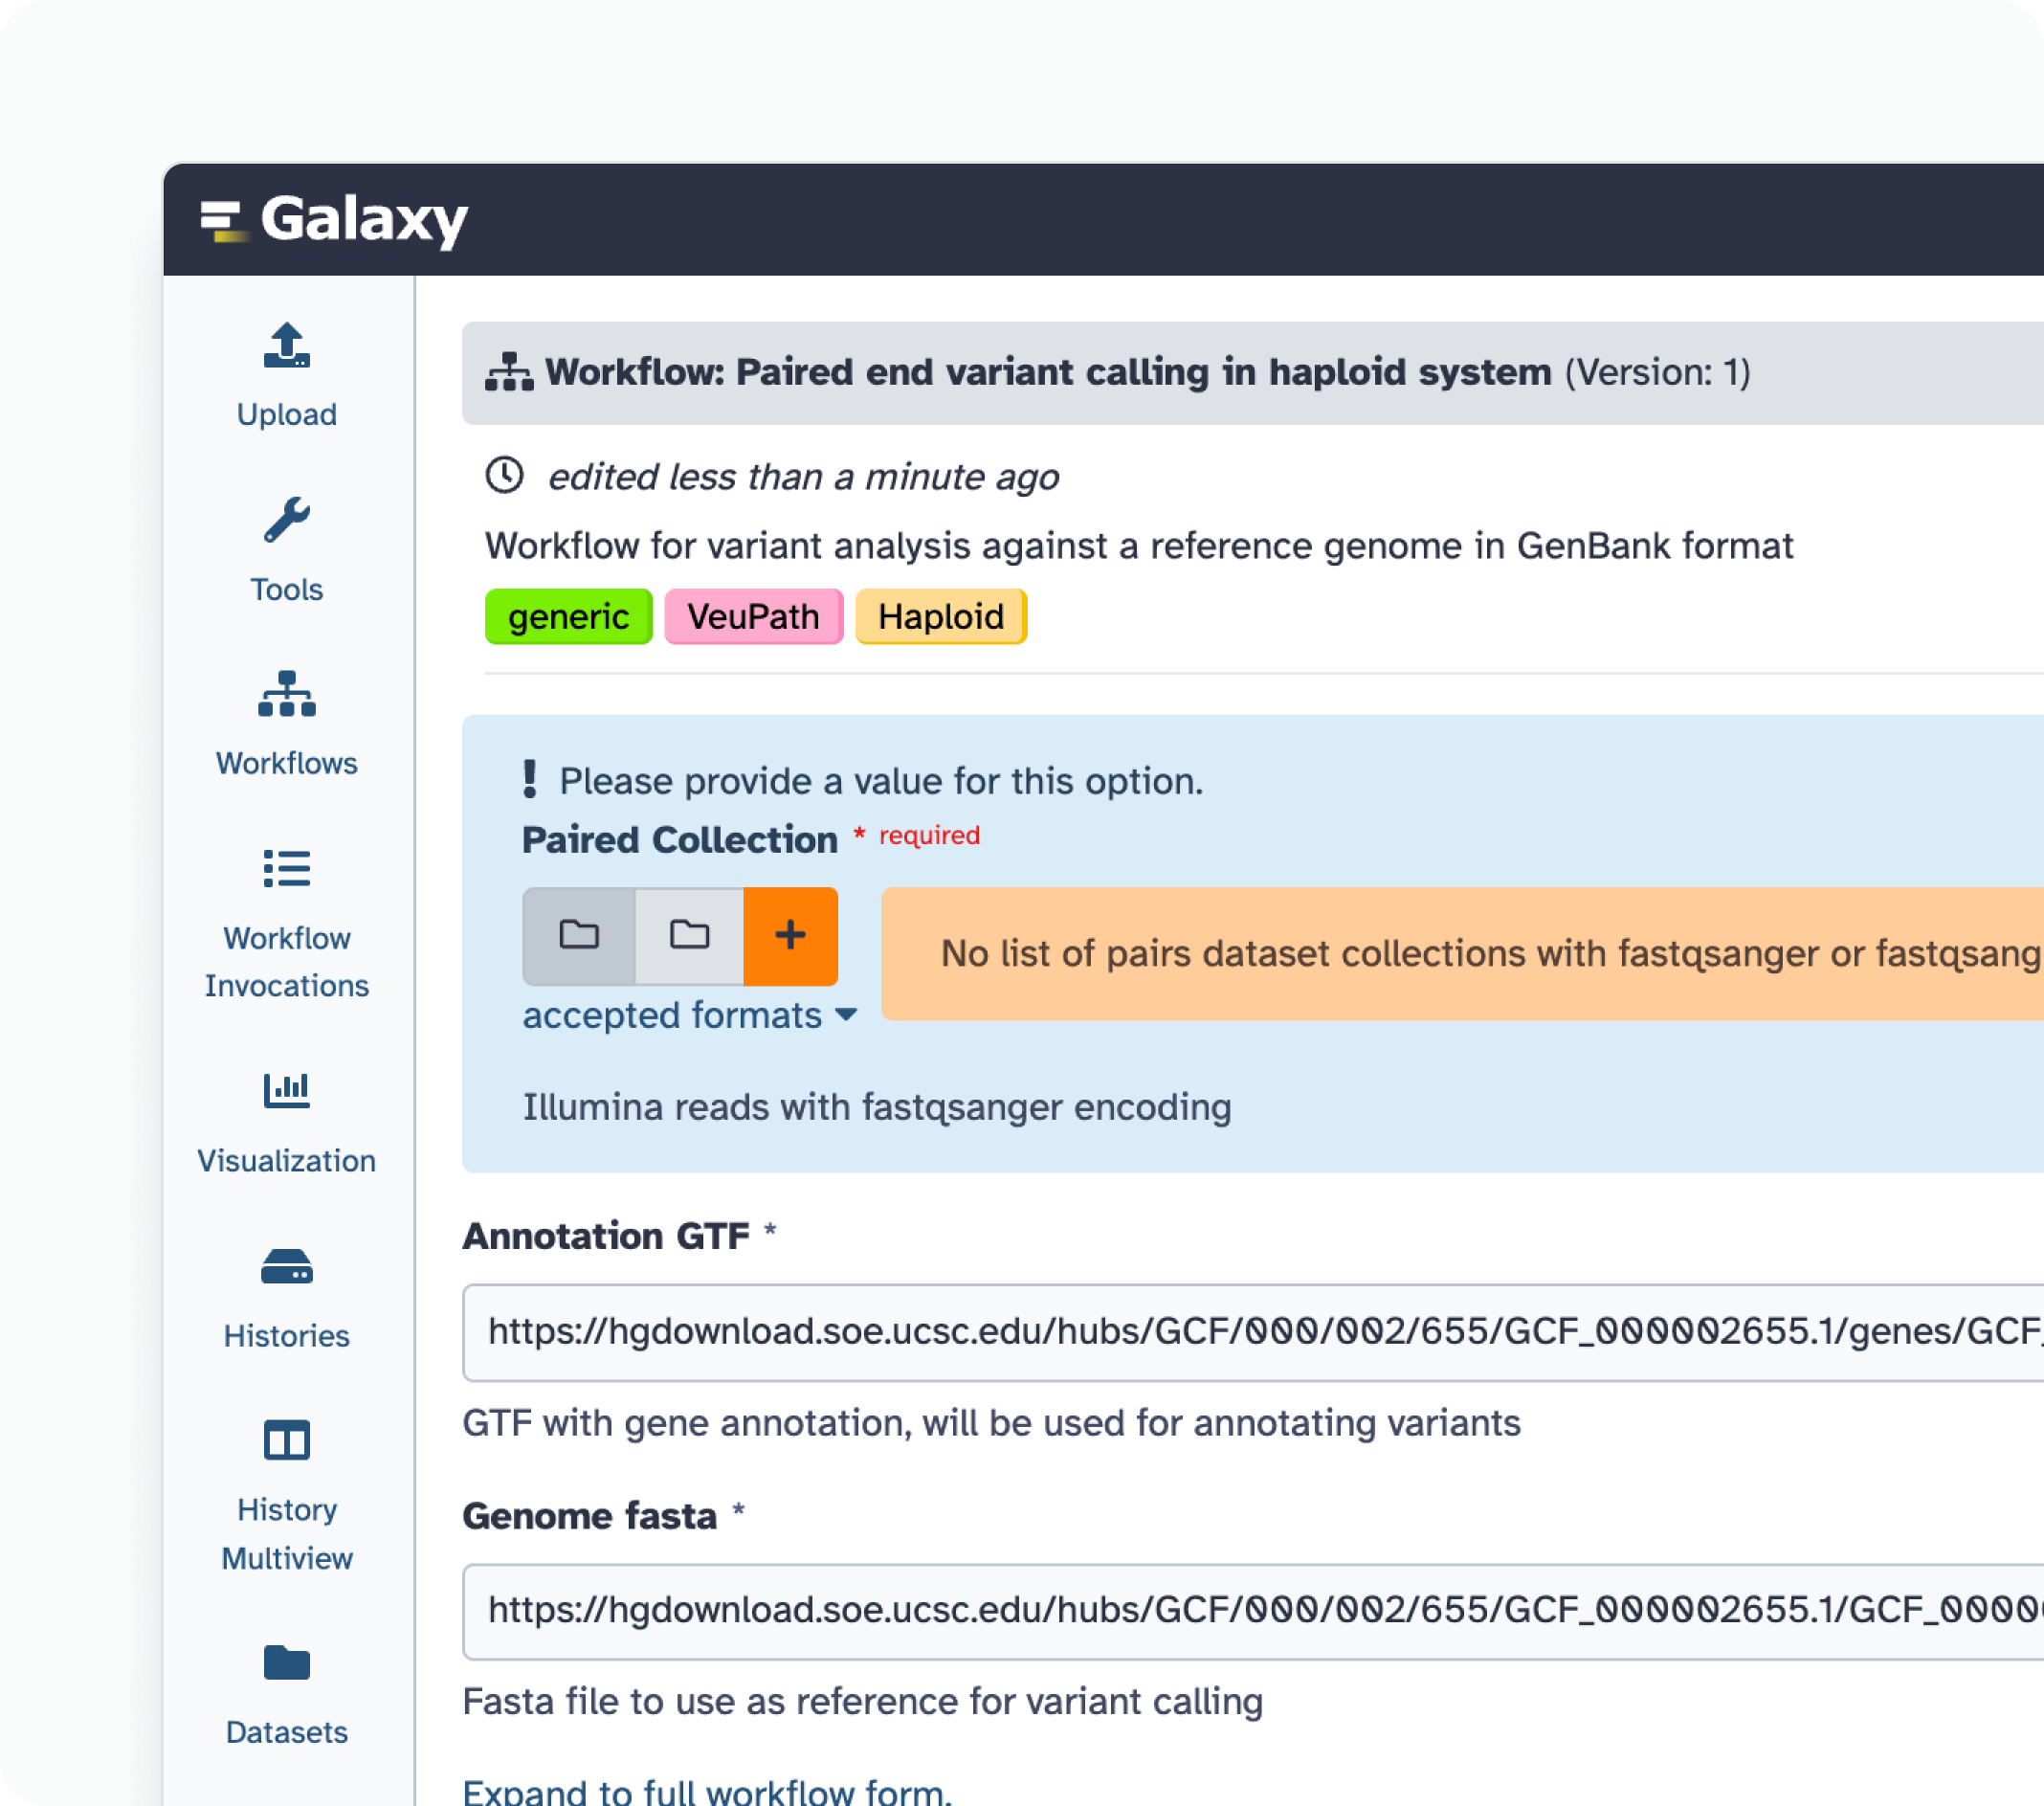 Galaxy
Upload
Tools
Workflows
Workflow
Invocations
Visualization
Histories
History
Multiview
Datasets
Workflow: Paired end variant calling in haploid system (Version: 1)
edited less than a minute ago
Workflow for variant analysis against a reference genome in GenBank format
generic VeuPath Haploid
! Please provide a value for this option.
Paired Collection * required
No list of pairs dataset collections with fastqsanger or fastqsang
accepted formats
Illumina reads with fastqsanger encoding
Annotation GTF *
https://hgdownload.soe.ucsc.edu/hubs/GCF/000/002/655/GCF_000002655.1/genes/GCF_
GTF with gene annotation, will be used for annotating variants
Genome fasta *
https://hgdownload.soe.ucsc.edu/hubs/GCF/000/002/655/GCF_000002655.1/GCF_0000
Fasta file to use as reference for variant calling
Expand to full workflow form.